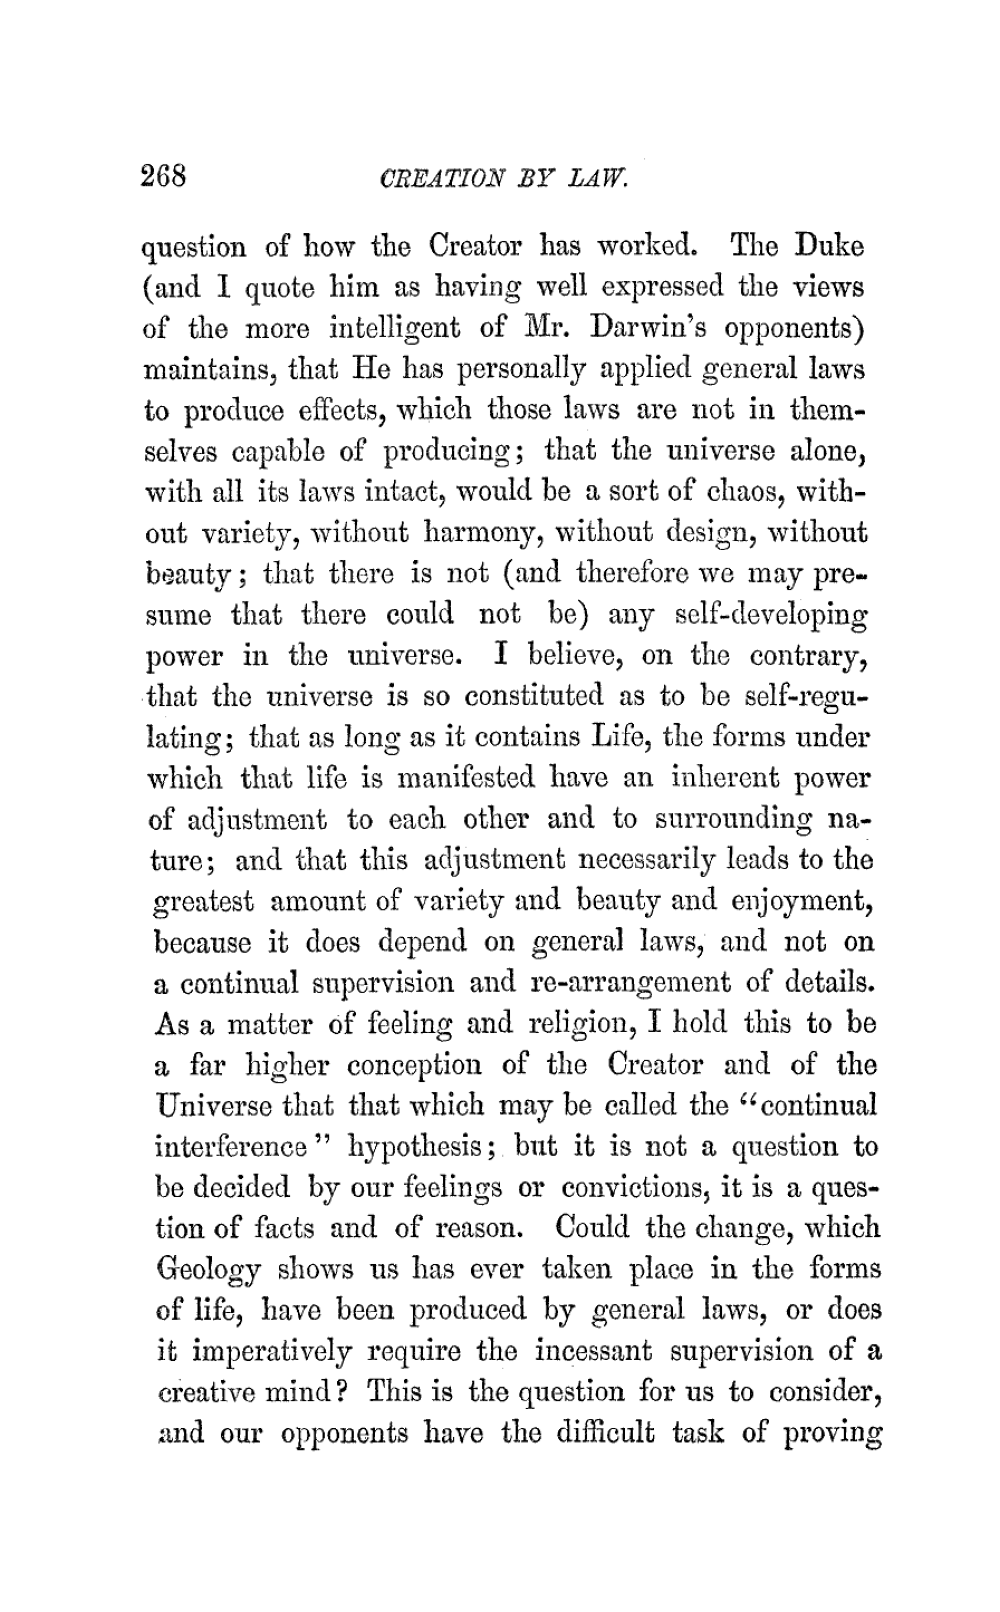 268 CREATION BY LAW.
question of how the Creator has worked. The Duke
(and I quote him as having well expressed the views
of the more intelligent of Mr. Darwin's opponents)
maintains, that He has personally applied general laws
to produce effects, which those laws are not in them-
selves capable of producing; that the universe alone,
with all its laws intact, would be a sort of chaos, with-
out variety, without harmony, without design, without
beauty; that there is not (and therefore we may pre-
sume that there could not be) any self-developing
power in the universe. I believe, on the contrary,
that the universe is so constituted as to be self-regu-
lating; that as long as it contains Life, the forms under
which that life is manifested have an inherent power
of adjustment to each other and to surrounding na-
ture; and that this adjustment necessarily leads to the
greatest amount of variety and beauty and enjoyment,
because it does depend on general laws, and not on
a continual supervision and re-arrangement of details.
As a matter of feeling and religion, I hold this to be
a far higher conception of the Creator and of the
Universe that that which may be called the “continual
interference” hypothesis; but it is not a question to
be decided by our feelings or convictions, it is a ques-
tion of facts and of reason. Could the change, which
Geology shows us has ever taken place in the forms
of life, have been produced by general laws, or does
it imperatively require the incessant supervision of a
creative mind? This is the question for us to consider,
and our opponents have the difficult task of proving